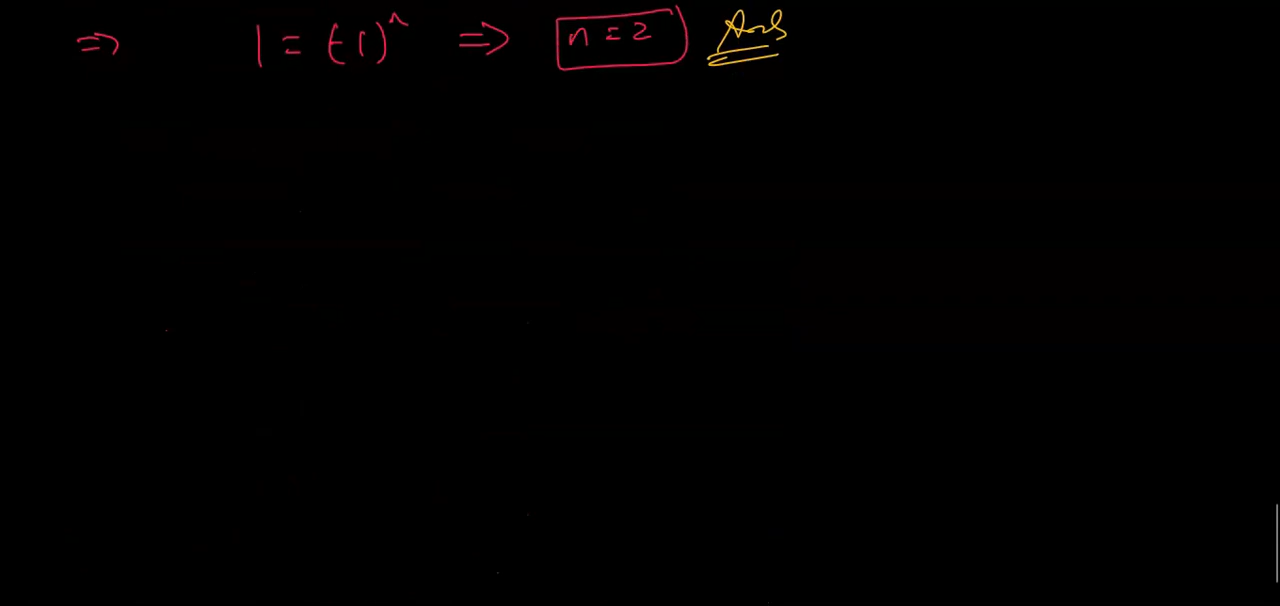 ⇒ 1 = (-1)^n ⇒ n = 2 Ans